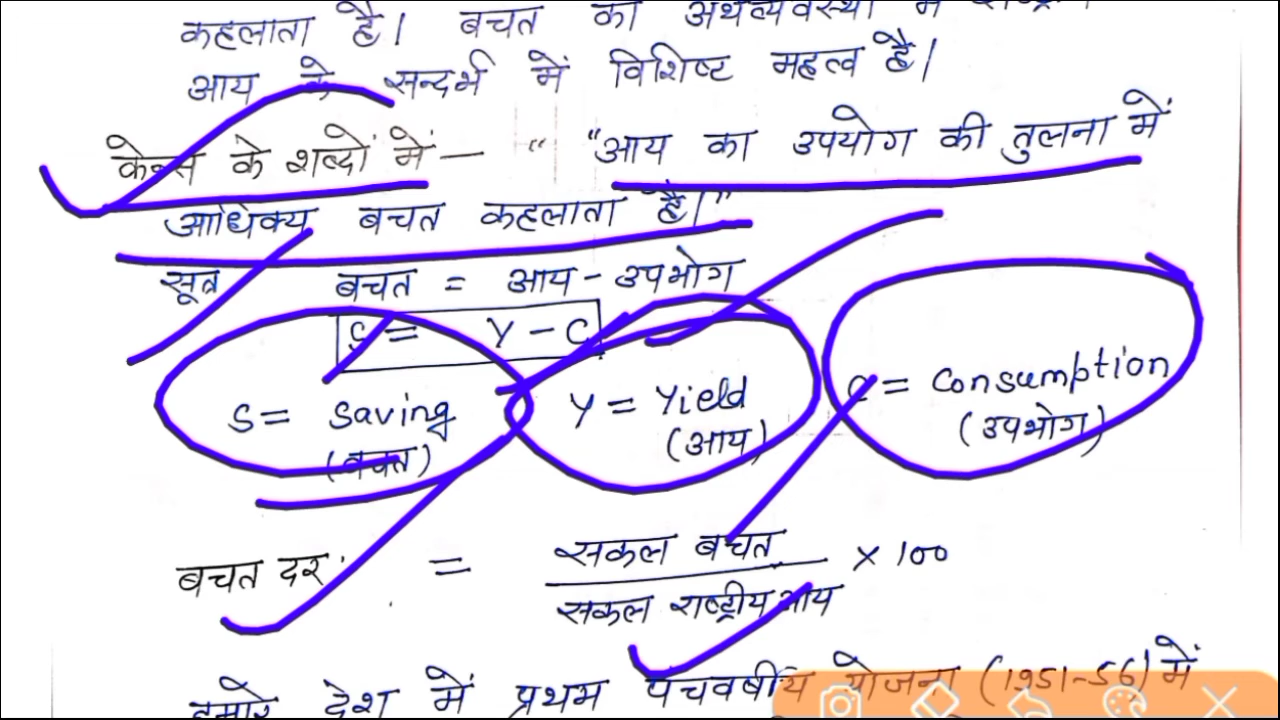 कहलाता है। बचत का अर्थव्यवस्था में
आय के सन्दर्भ में विशिष्ट महत्व है।
केन्स के शब्दों में — “ “आय का उपयोग की तुलना में
आधिक्य बचत कहलाता है।”
सूत्र बचत = आय - उपभोग
S = Y - C
S = Saving Y = Yield C = Consumption
(बचत) (आय) (उपभोग)
बचत दर = सकल बचत × 100
सकल राष्ट्रीय आय
हमारे देश में प्रथम पंचवर्षीय योजना (1951-56) में